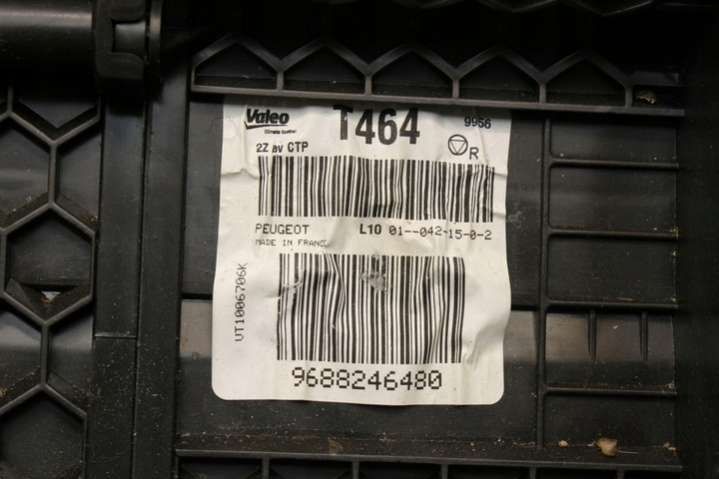 Valeo T464 9956
Climate Control
2Z av CTP R
PEUGEOT L10 01--042-15-0-2
MADE IN FRANCE
VT1006706K
9688246480